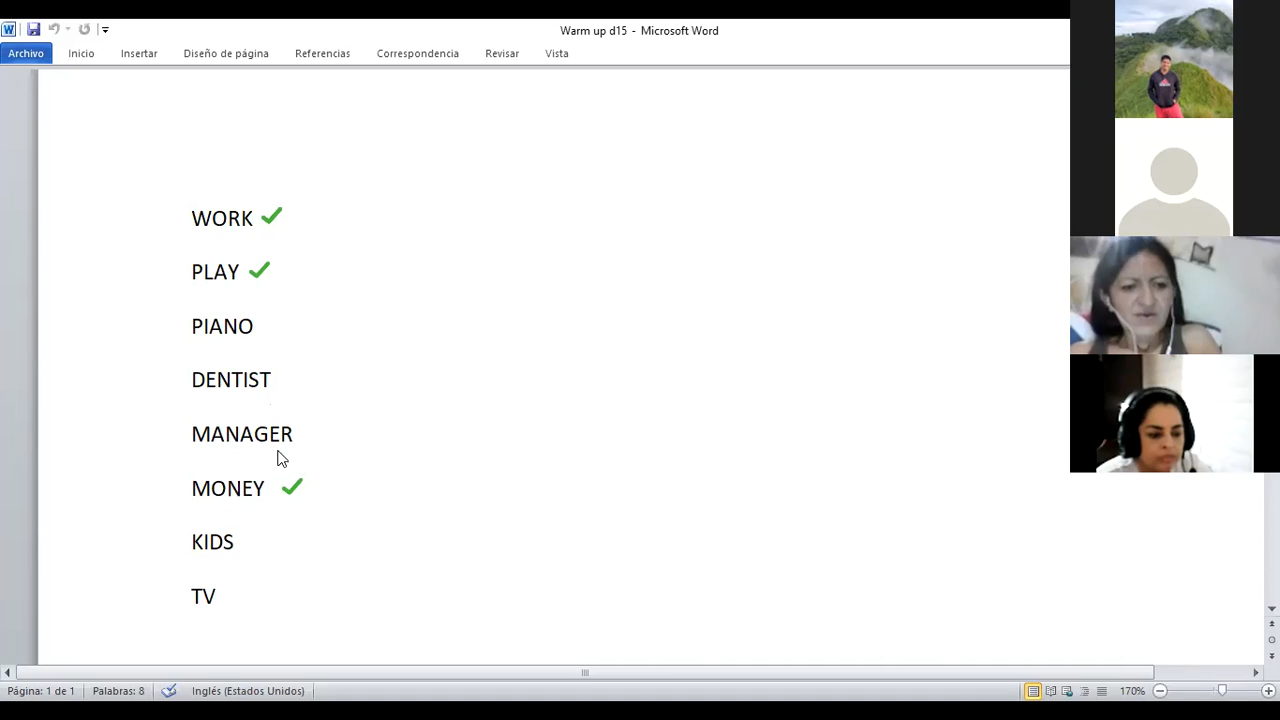 Warm up d15 - Microsoft Word
Archivo Inicio Insertar Diseño de página Referencias Correspondencia Revisar Vista
WORK
PLAY
PIANO
DENTIST
MANAGER
MONEY
KIDS
TV
Página: 1 de 1 Palabras: 8 Inglés (Estados Unidos) 170%